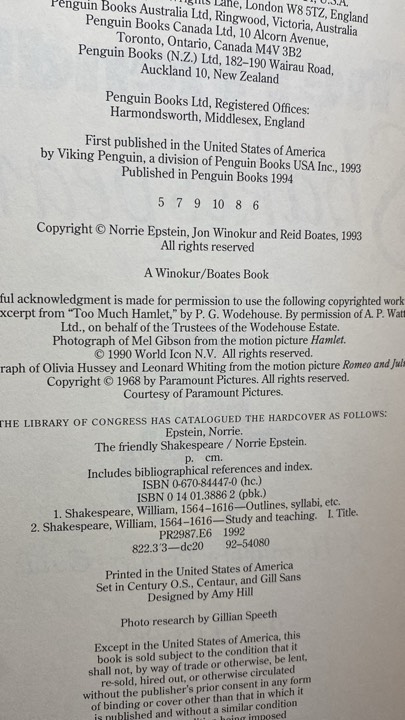 ghts Lane, London W8 5TZ, England
Penguin Books Australia Ltd, Ringwood, Victoria, Australia
Penguin Books Canada Ltd, 10 Alcorn Avenue,
Toronto, Ontario, Canada M4V 3B2
Penguin Books (N.Z.) Ltd, 182–190 Wairau Road,
Auckland 10, New Zealand
Penguin Books Ltd, Registered Offices:
Harmondsworth, Middlesex, England
First published in the United States of America
by Viking Penguin, a division of Penguin Books USA Inc., 1993
Published in Penguin Books 1994
5 7 9 10 8 6
Copyright © Norrie Epstein, Jon Winokur and Reid Boates, 1993
All rights reserved
A Winokur/Boates Book
ful acknowledgment is made for permission to use the following copyrighted work
xcerpt from “Too Much Hamlet,” by P. G. Wodehouse. By permission of A. P. Watt
Ltd., on behalf of the Trustees of the Wodehouse Estate.
Photograph of Mel Gibson from the motion picture Hamlet.
© 1990 World Icon N.V. All rights reserved.
raph of Olivia Hussey and Leonard Whiting from the motion picture Romeo and Juli
Copyright © 1968 by Paramount Pictures. All rights reserved.
Courtesy of Paramount Pictures.
THE LIBRARY OF CONGRESS HAS CATALOGUED THE HARDCOVER AS FOLLOWS:
Epstein, Norrie.
The friendly Shakespeare / Norrie Epstein.
p. cm.
Includes bibliographical references and index.
ISBN 0-670-84447-0 (hc.)
ISBN 0 14 01.3886 2 (pbk.)
1. Shakespeare, William, 1564–1616—Outlines, syllabi, etc.
2. Shakespeare, William, 1564–1616—Study and teaching. I. Title.
PR2987.E6 1992
822.3'3—dc20 92–54080
Printed in the United States of America
Set in Century O.S., Centaur, and Gill Sans
Designed by Amy Hill
Photo research by Gillian Speeth
Except in the United States of America, this
book is sold subject to the condition that it
shall not, by way of trade or otherwise, be lent,
re-sold, hired out, or otherwise circulated
without the publisher's prior consent in any form
of binding or cover other than that in which it
is published and without a similar condition
being imposed